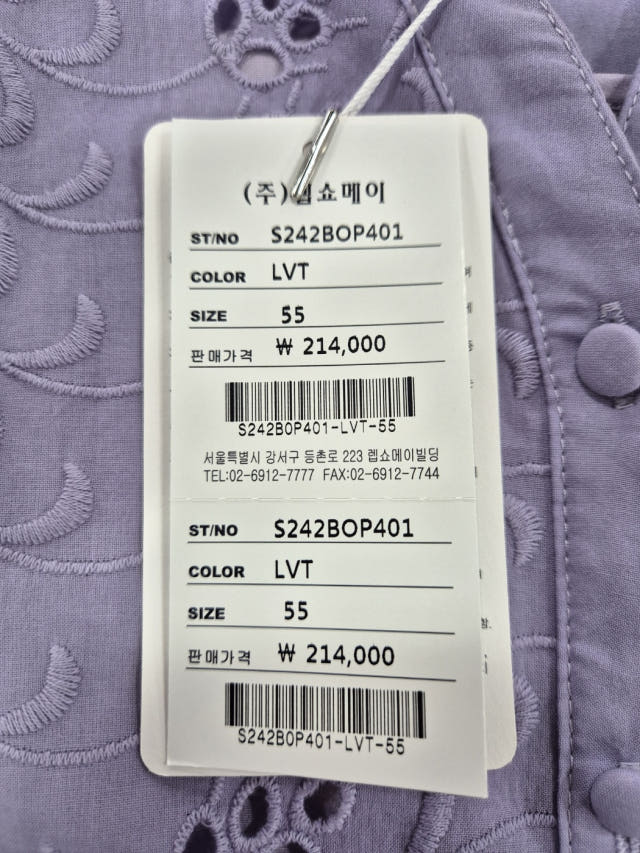 (주)렙쇼메이
ST/NO S242BOP401
COLOR LVT
SIZE 55
판매가격 ₩ 214,000
S242BOP401-LVT-55
서울특별시 강서구 등촌로 223 렙쇼메이빌딩
TEL:02-6912-7777 FAX:02-6912-7744
ST/NO S242BOP401
COLOR LVT
SIZE 55
판매가격 ₩ 214,000
S242BOP401-LVT-55